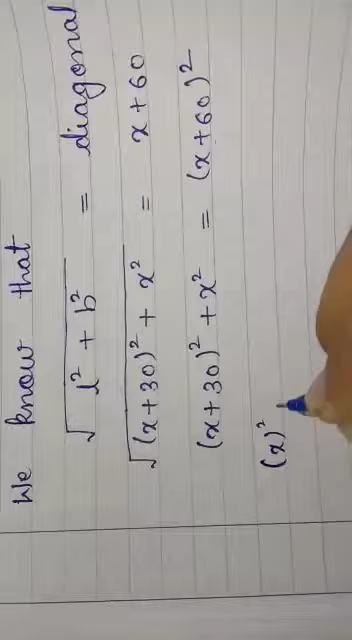 We know that
√(l² + b²) = diagonal
√((x+30)² + x²) = x+60
(x+30)² + x² = (x+60)²
(x)²